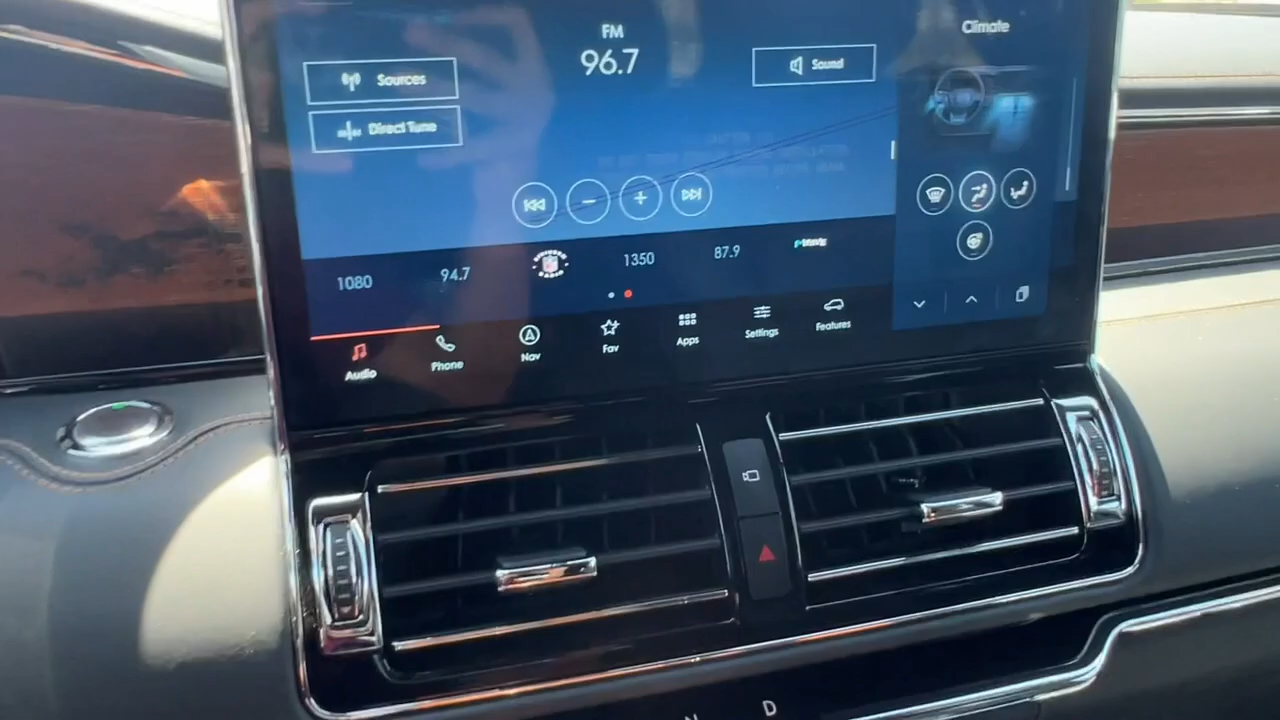 FM
96.7
Climate
Sources
Sound
Direct Tune
1080
94.7
1350
87.9
Audio
Phone
Nav
Fav
Apps
Settings
Features
N
D